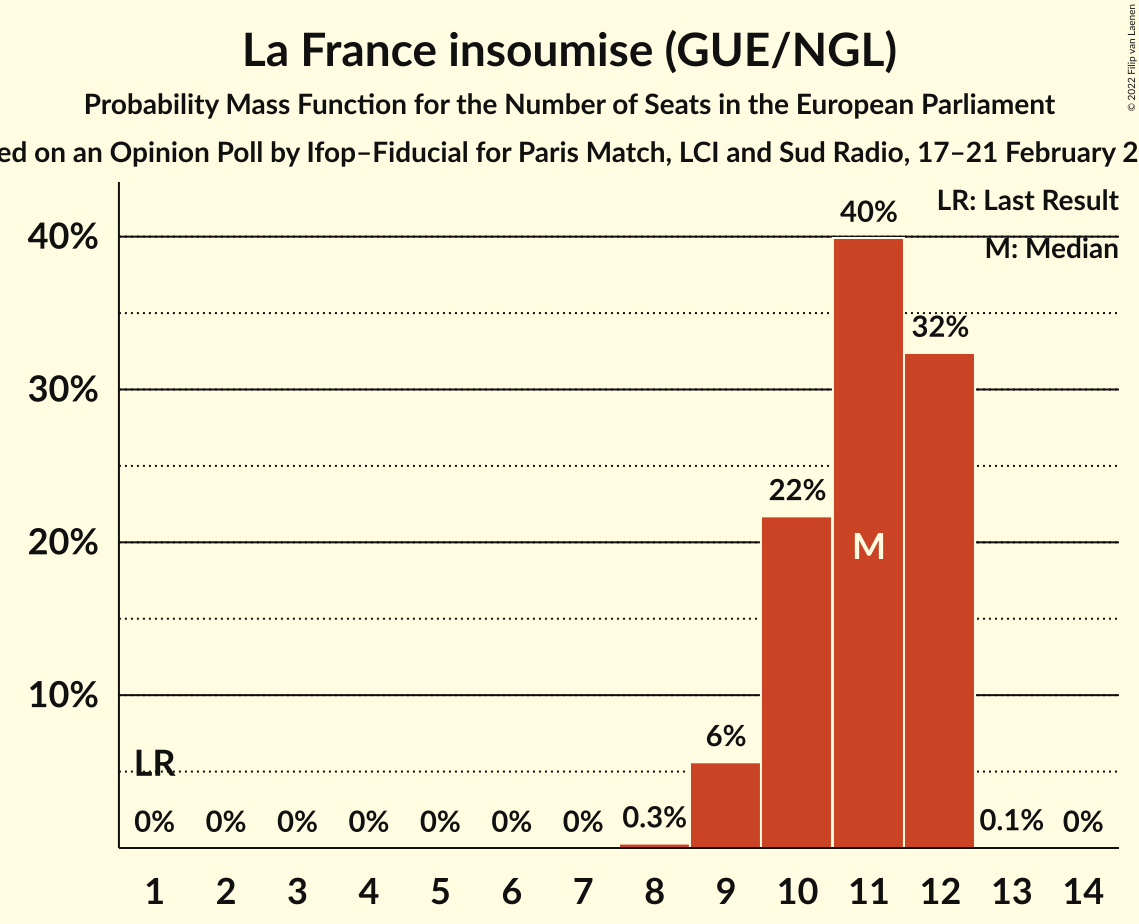 La France insoumise (GUE/NGL)
Probability Mass Function for the Number of Seats in the European Parliament
on an Opinion Poll by Ifop–Fiducial for Paris Match, LCI and Sud Radio, 17–21 February
© 2022 Filip van Laenen
LR: Last Result
M: Median
40%
30%
20%
10%
40%
32%
22%
M
6%
LR
0% 0% 0% 0% 0% 0% 0% 0.3% 0.1% 0%
1 2 3 4 5 6 7 8 9 10 11 12 13 14